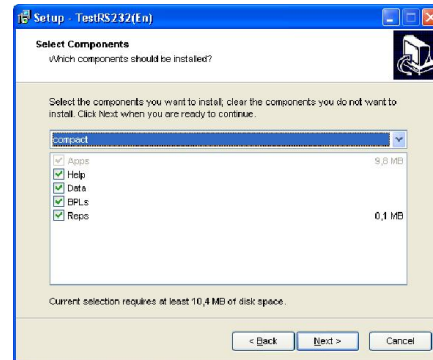 Setup - TestRS232(En)
Select Components
Which components should be installed?
Select the components you want to install; clear the components you do not want to
install. Click Next when you are ready to continue.
compact
Apps 9,8 MB
Help
Data
BPLs
Reps 0,1 MB
Current selection requires at least 10,4 MB of disk space.
< Back Next > Cancel